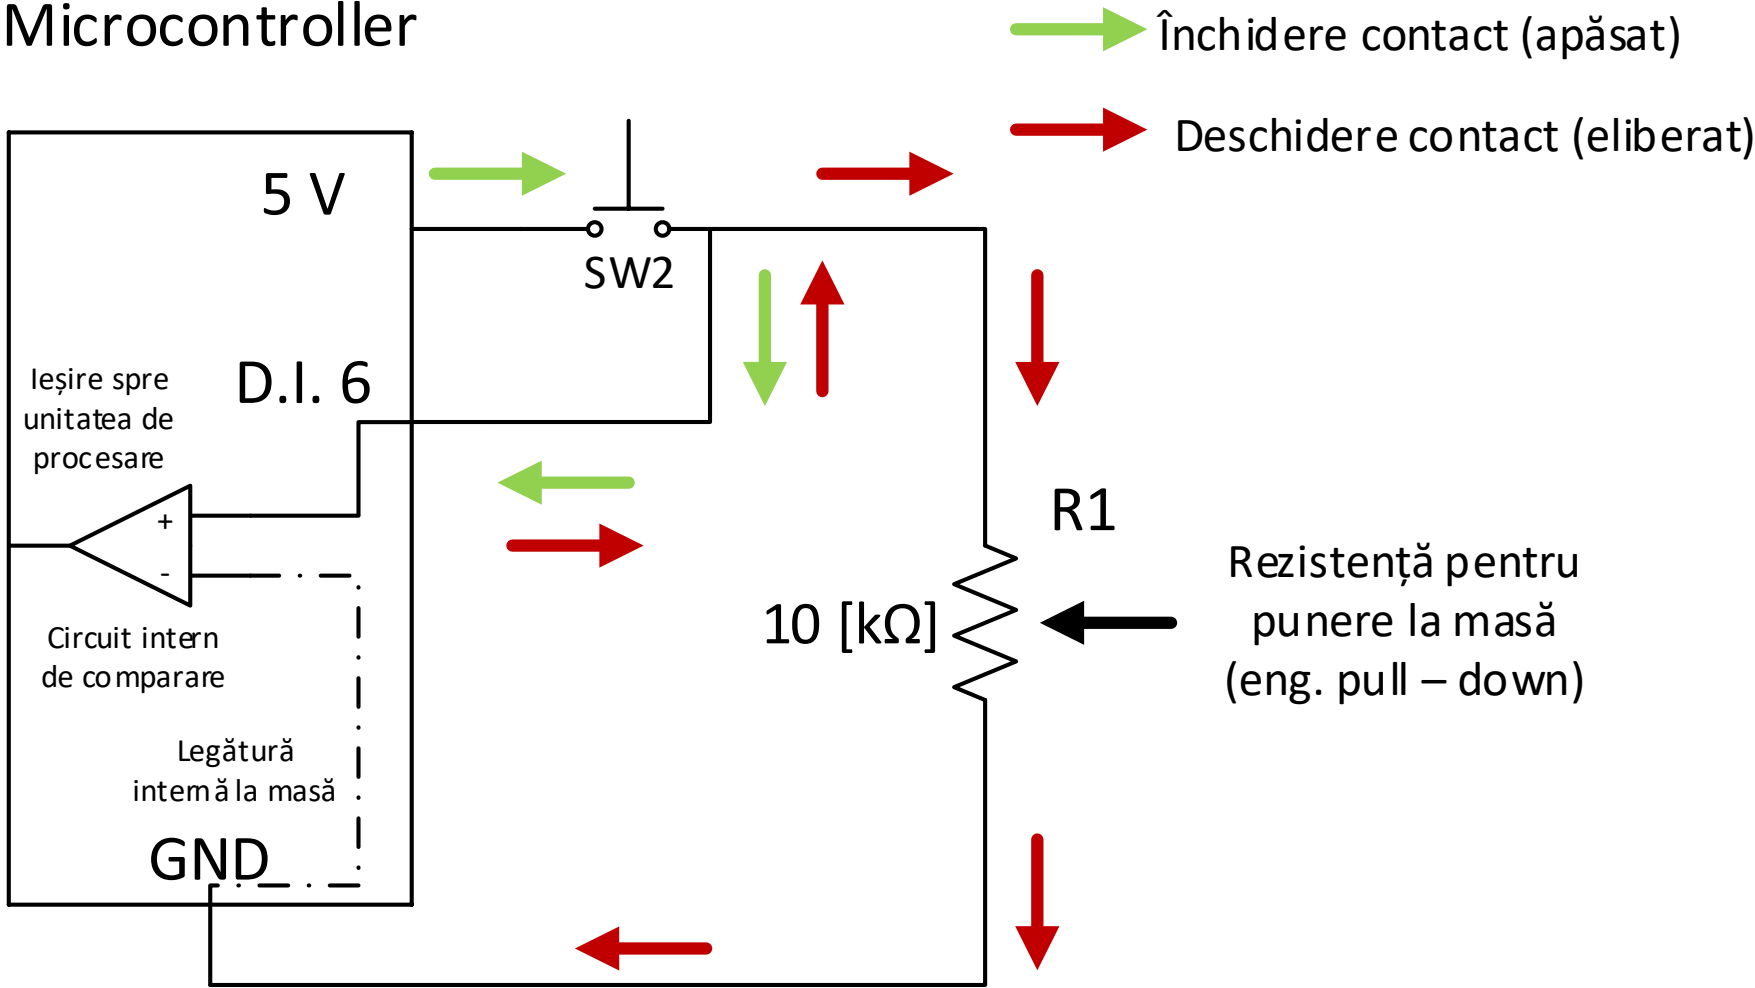 Microcontroller
Închidere contact (apăsat)
Deschidere contact (eliberat)
5 V
SW2
D.I. 6
Ieșire spre
unitatea de
procesare
+
-
Circuit intern
de comparare
Legătură
internă la masă
GND
R1
10 [kΩ]
Rezistență pentru
punere la masă
(eng. pull – down)